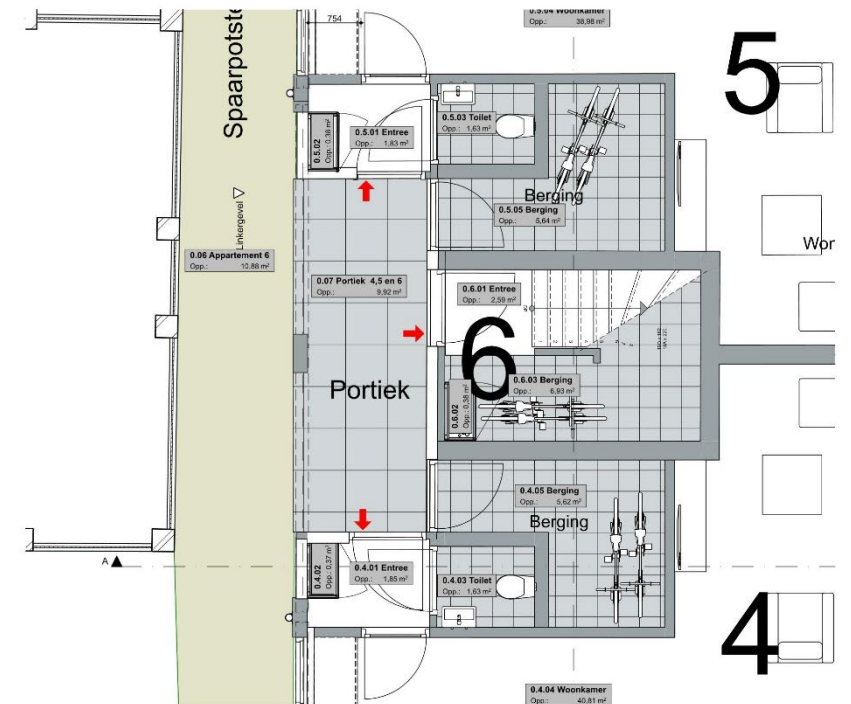 0.5.04 Woonkamer
38,98 m²
754
5
Spaarpotste
0.5.03 Toilet
Opp.: 1,63 m²
0.5.01 Entree
Opp.: 1,83 m²
0.5.02
Opp.: 0,38 m²
Berging
0.5.05 Berging
Opp.: 5,64 m²
Linkergevel
Wor
0.06 Appartement 6
Opp.: 10,88 m²
0.07 Portiek 4,5 en 6
Opp.: 9,92 m²
0.6.01 Entree
Opp.: 2,59 m²
6
Portiek
0.6.03 Berging
Opp.: 6,93 m²
0.6.02
Opp.: 0,38 m²
0.4.05 Berging
Opp.: 5,62 m²
Berging
A
0.4.02
Opp.: 0,37 m²
0.4.01 Entree
Opp.: 1,85 m²
0.4.03 Toilet
Opp.: 1,63 m²
4
0.4.04 Woonkamer
Opp.: 40,81 m²